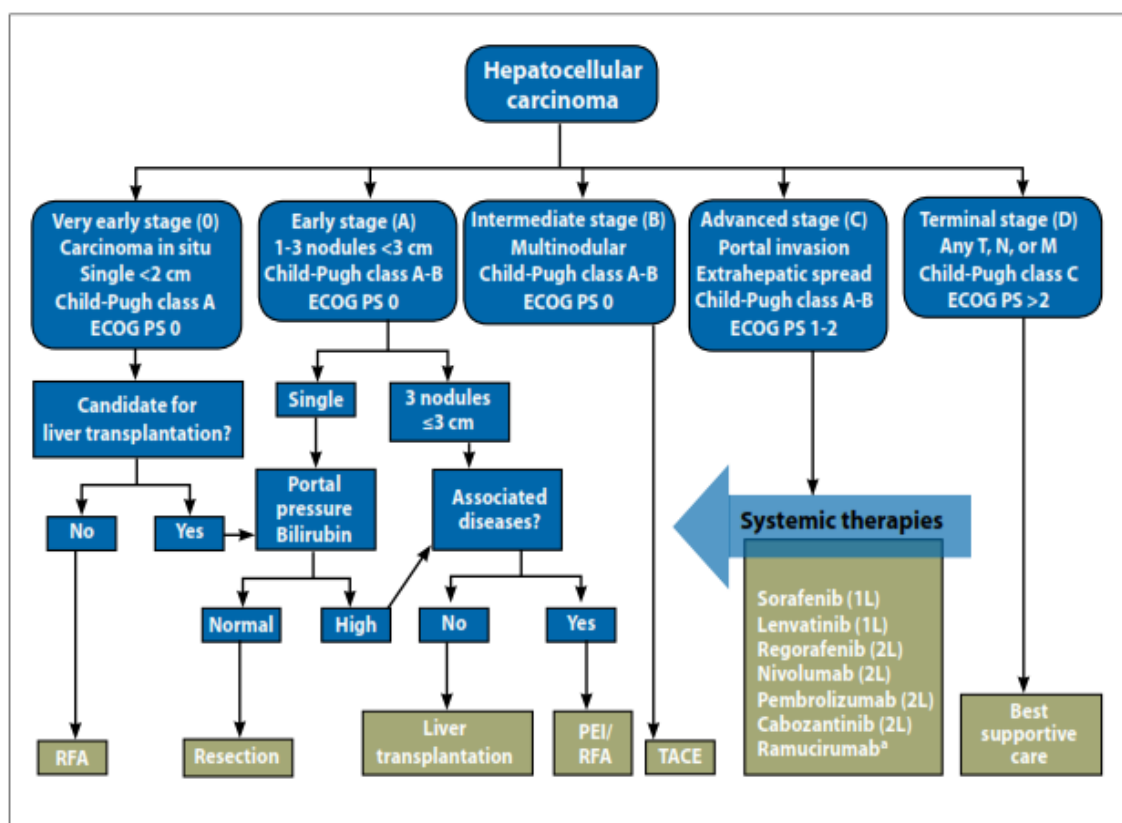 Hepatocellular
carcinoma
Very early stage (0)
Carcinoma in situ
Single <2 cm
Child-Pugh class A
ECOG PS 0
Early stage (A)
1-3 nodules <3 cm
Child-Pugh class A-B
ECOG PS 0
Intermediate stage (B)
Multinodular
Child-Pugh class A-B
ECOG PS 0
Advanced stage (C)
Portal invasion
Extrahepatic spread
Child-Pugh class A-B
ECOG PS 1-2
Terminal stage (D)
Any T, N, or M
Child-Pugh class C
ECOG PS >2
Candidate for
liver transplantation?
Single
3 nodules
≤3 cm
No
Yes
Portal
pressure
Bilirubin
Associated
diseases?
Normal
High
No
Yes
Systemic therapies
Sorafenib (1L)
Lenvatinib (1L)
Regorafenib (2L)
Nivolumab (2L)
Pembrolizumab (2L)
Cabozantinib (2L)
Ramucirumabª
RFA
Resection
Liver
transplantation
PEI/
RFA
TACE
Best
supportive
care